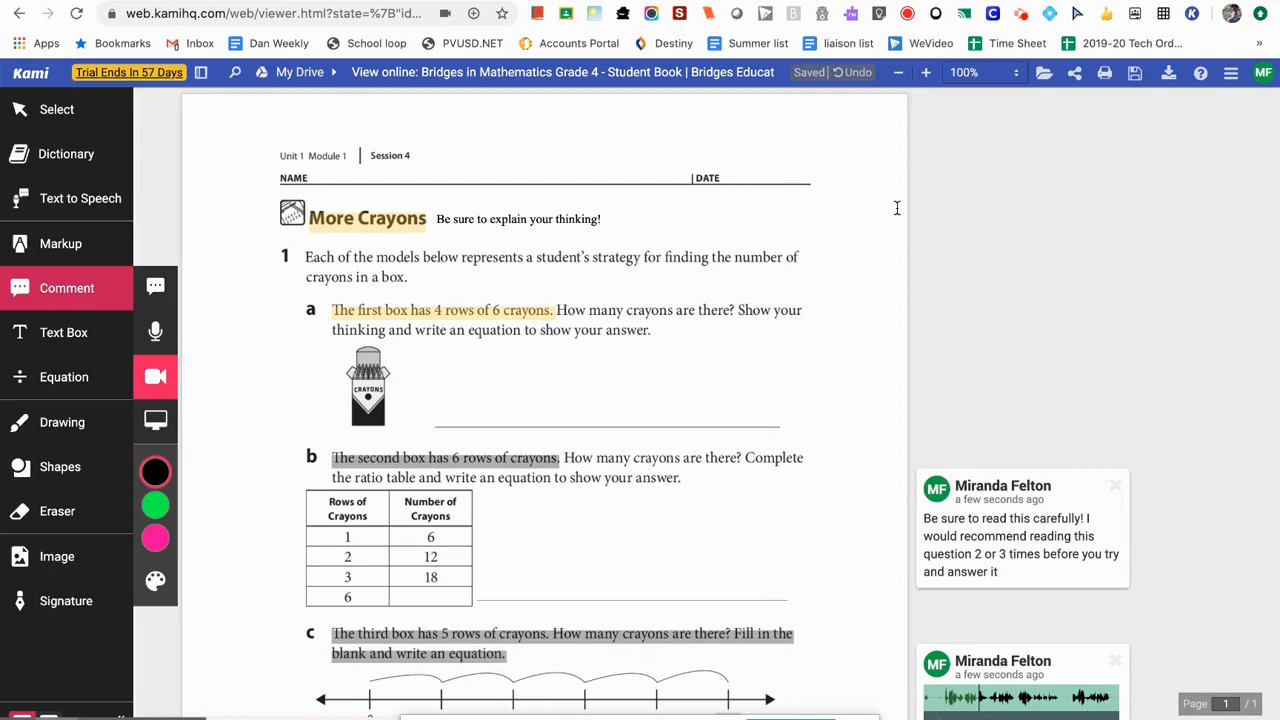 web.kamihq.com/web/viewer.html?state=%7B"id...
Apps Bookmarks Inbox Dan Weekly School loop PVUSD.NET Accounts Portal Destiny Summer list liaison list WeVideo Time Sheet 2019-20 Tech Ord... »
Kami Trial Ends In 57 Days My Drive View online: Bridges in Mathematics Grade 4 - Student Book | Bridges Educat Saved Undo − + 100% MF
Select
Dictionary
Text to Speech
Markup
Comment
Text Box
Equation
Drawing
Shapes
Eraser
Image
Signature
Unit 1 Module 1 | Session 4
NAME | DATE
More Crayons Be sure to explain your thinking!
1 Each of the models below represents a student's strategy for finding the number of
crayons in a box.
a The first box has 4 rows of 6 crayons. How many crayons are there? Show your
thinking and write an equation to show your answer.
CRAYONS
b The second box has 6 rows of crayons. How many crayons are there? Complete
the ratio table and write an equation to show your answer.
Rows of Number of
Crayons Crayons
1 6
2 12
3 18
6
c The third box has 5 rows of crayons. How many crayons are there? Fill in the
blank and write an equation.
MF Miranda Felton
a few seconds ago
Be sure to read this carefully! I
would recommend reading this
question 2 or 3 times before you try
and answer it
MF Miranda Felton
a few seconds ago
Page 1 / 1